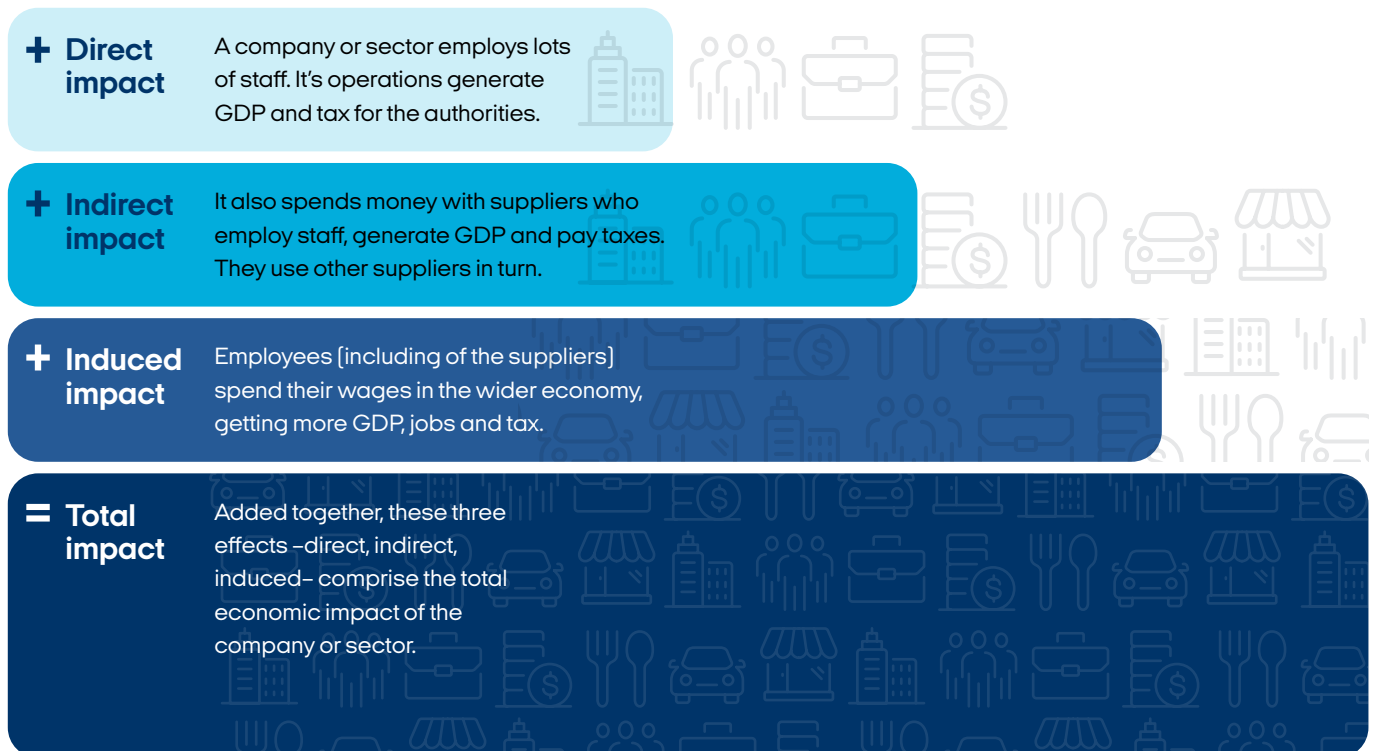 + Direct
impact
A company or sector employs lots
of staff. It's operations generate
GDP and tax for the authorities.
+ Indirect
impact
It also spends money with suppliers who
employ staff, generate GDP and pay taxes.
They use other suppliers in turn.
+ Induced
impact
Employees (including of the suppliers)
spend their wages in the wider economy,
getting more GDP, jobs and tax.
= Total
impact
Added together, these three
effects –direct, indirect,
induced– comprise the total
economic impact of the
company or sector.